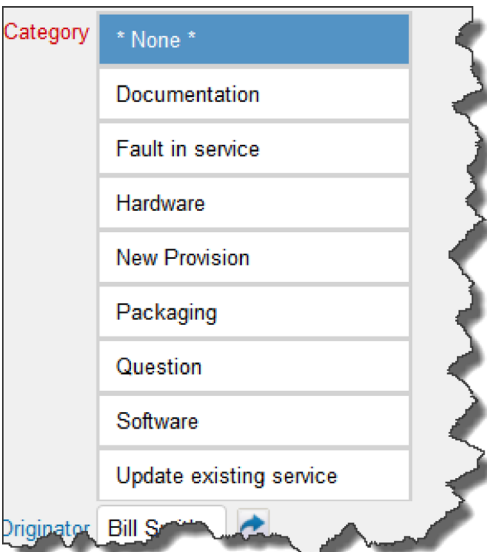 Category * None *
Documentation
Fault in service
Hardware
New Provision
Packaging
Question
Software
Update existing service
Originator Bill